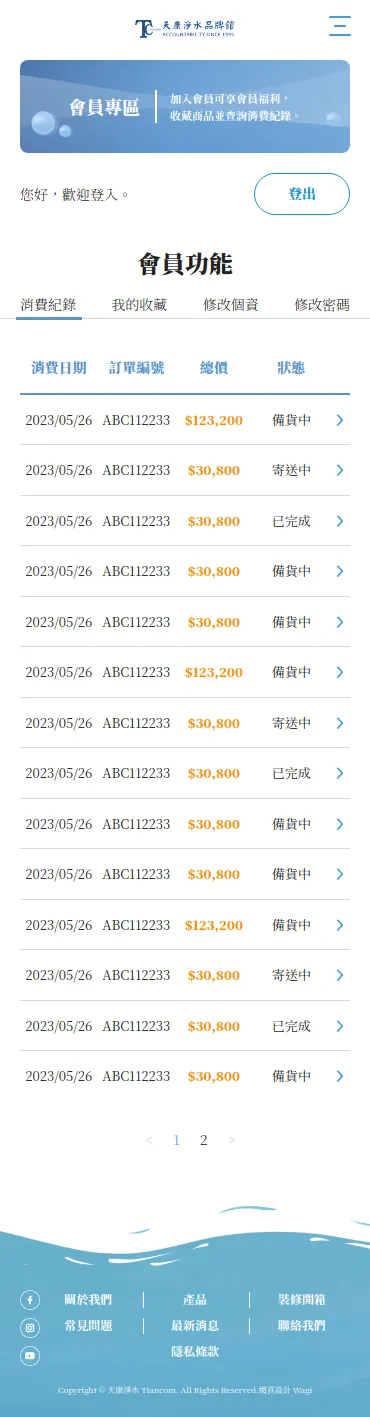 天康淨水品牌館
ACCOUNTABILITY.SINCE 1995
會員專區
加入會員可享會員福利，
收藏商品並查詢消費紀錄。
您好，歡迎登入。
登出
會員功能
消費紀錄 我的收藏 修改個資 修改密碼
消費日期 訂單編號 總價 狀態
2023/05/26 ABC112233 $123,200 備貨中
2023/05/26 ABC112233 $30,800 寄送中
2023/05/26 ABC112233 $30,800 已完成
2023/05/26 ABC112233 $30,800 備貨中
2023/05/26 ABC112233 $30,800 備貨中
2023/05/26 ABC112233 $123,200 備貨中
2023/05/26 ABC112233 $30,800 寄送中
2023/05/26 ABC112233 $30,800 已完成
2023/05/26 ABC112233 $30,800 備貨中
2023/05/26 ABC112233 $30,800 備貨中
2023/05/26 ABC112233 $123,200 備貨中
2023/05/26 ABC112233 $30,800 寄送中
2023/05/26 ABC112233 $30,800 已完成
2023/05/26 ABC112233 $30,800 備貨中
< 1 2 >
關於我們 產品 裝修開箱
常見問題 最新消息 聯絡我們
隱私條款
Copyright © 天康淨水 Tiancom. All Rights Reserved.網頁設計 Wagi